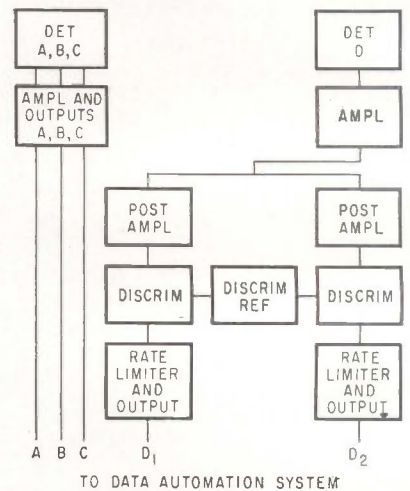 DET
A, B, C
DET
D
AMPL AND
OUTPUTS
A, B, C
AMPL
POST
AMPL
POST
AMPL
DISCRIM
DISCRIM
REF
DISCRIM
RATE
LIMITER
AND
OUTPUT
RATE
LIMITER
AND
OUTPUT
A B C D₁ D₂
TO DATA AUTOMATION SYSTEM